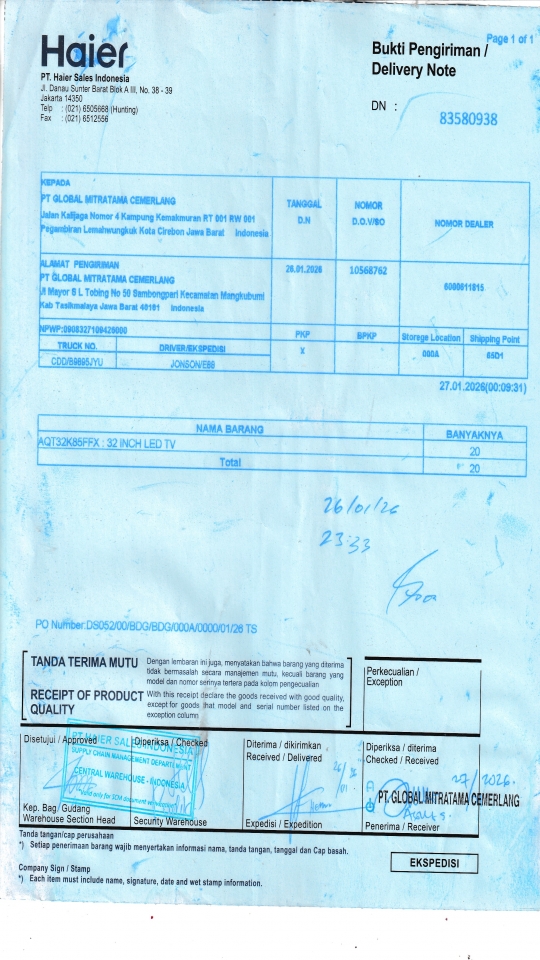 Page 1 of 1
Haier
Bukti Pengiriman /
Delivery Note
PT. Haier Sales Indonesia
Jl. Danau Sunter Barat Blok A III, No. 38 - 39
Jakarta 14350
Telp : (021) 6505668 (Hunting)
Fax : (021) 6512556
DN : 83580938
KEPADA
PT GLOBAL MITRATAMA CEMERLANG
Jalan Kalijaga Nomor 4 Kampung Kemakmuran RT 001 RW 001
Pegambiran Lemahwungkuk Kota Cirebon Jawa Barat Indonesia
TANGGAL
D.N
NOMOR
D.O.V/SO
NOMOR DEALER
ALAMAT PENGIRIMAN
PT GLOBAL MITRATAMA CEMERLANG
Jl Mayor S L Tobing No 50 Sambongpari Kecamatan Mangkubumi
Kab Tasikmalaya Jawa Barat 40101 Indonesia
10568762
NPWP:0908327109426000
PKP
BPKP
Storage Location
Shipping Point
TRUCK NO.
DRIVER/EKSPEDISI
X
000A
65D1
CDD/B9695JYU
JONSON/E88
27.01.2026(00:09:31)
NAMA BARANG
BANYAKNYA
AQT32K85FFX : 32 INCH LED TV
20
Total
20
26/01/26
23:33
PO Number:DS052/00/BDG/BDG/000A/0000/01/26 TS
TANDA TERIMA MUTU
Dengan lembaran ini juga, menyatakan bahwa barang yang diterima
tidak bermasalah secara manajemen mutu, kecuali barang yang
model dan nomor serinya tertera pada kolom pengecualian
RECEIPT OF PRODUCT
QUALITY
With this receipt declare the goods received with good quality,
except for goods that model and serial number listed on the
exception column
Perkecualian /
Exception
Disetujui / Approved
Diperiksa / Checked
Diterima / dikirimkan
Received / Delivered
Diperiksa / diterima
Checked / Received
PT HAIER SALES INDONESIA
SUPPLY CHAIN MANAGEMENT DEPARTMENT
CENTRAL WAREHOUSE - INDONESIA
PT. GLOBAL MITRATAMA CEMERLANG
Kep. Bag. Gudang
Warehouse Section Head
Security Warehouse
Expedisi / Expedition
Penerima / Receiver
Tanda tangan/cap perusahaan
*) Setiap penerimaan barang wajib menyertakan informasi nama, tanda tangan, tanggal dan Cap basah.
EKSPEDISI
Company Sign / Stamp
*) Each item must include name, signature, date and wet stamp information.